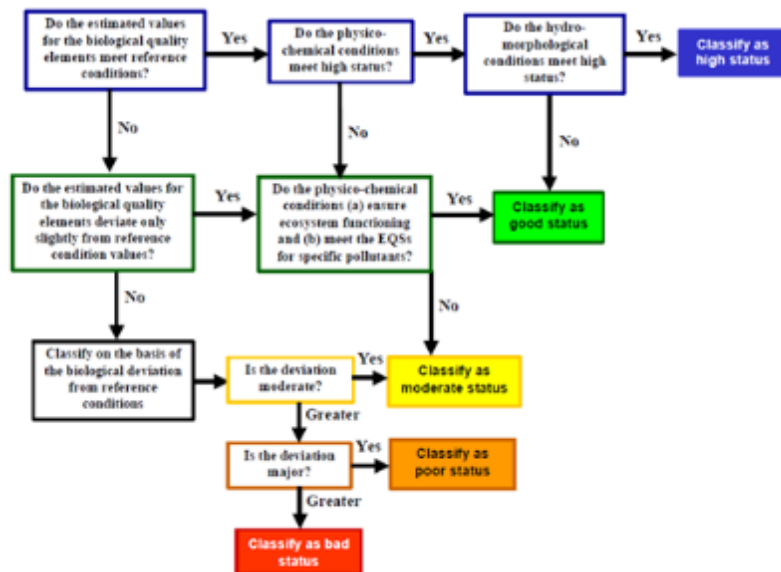 Do the estimated values
for the biological quality
elements meet reference
conditions?
Yes
Do the physico-
chemical conditions
meet high status?
Yes
Do the hydro-
morphological
conditions meet high
status?
Yes
Classify as
high status
No
No
No
Do the estimated values for
the biological quality
elements deviate only
slightly from reference
condition values?
Yes
Do the physico-chemical
conditions (a) ensure
ecosystem functioning
and (b) meet the EQSs
for specific pollutants?
Yes
Classify as
good status
No
No
Classify on the basis of
the biological deviation
from reference
conditions
Is the deviation
moderate?
Yes
Classify as
moderate status
Greater
Is the deviation
major?
Yes
Classify as
poor status
Greater
Classify as bad
status